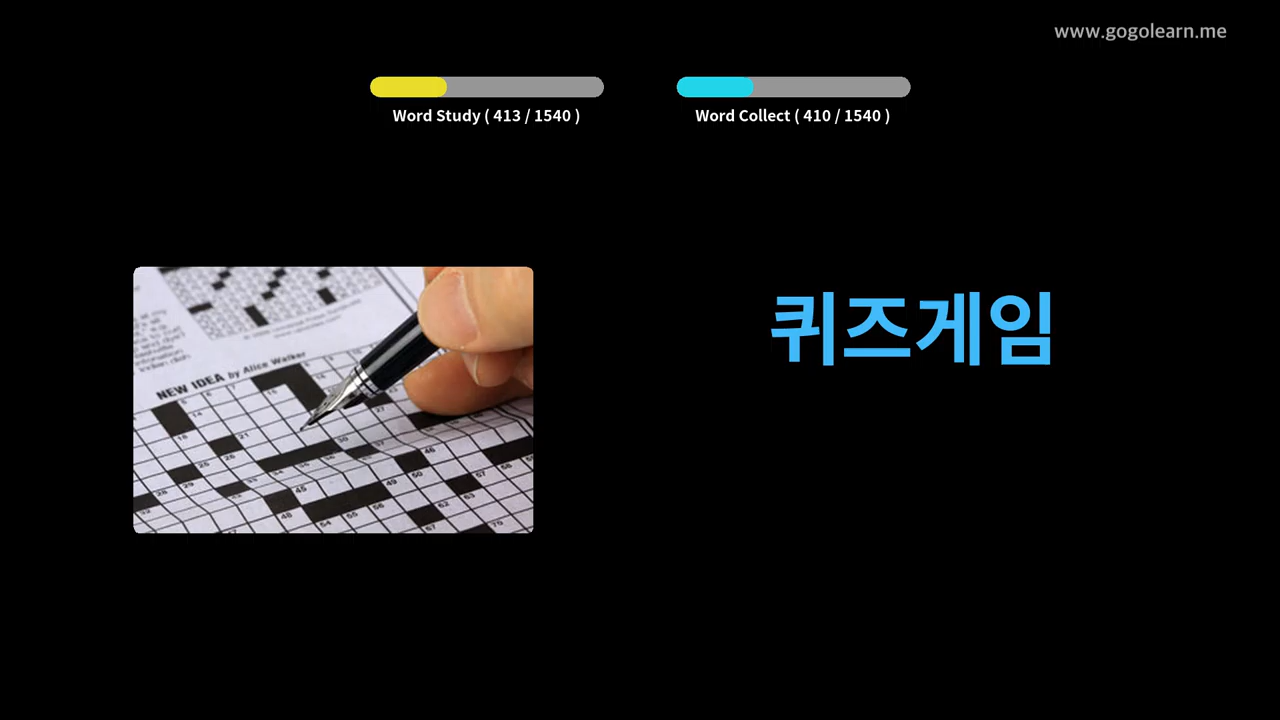 www.gogolearn.me
Word Study ( 413 / 1540 )
Word Collect ( 410 / 1540 )
퀴즈게임
NEW IDEA by Alice Walker